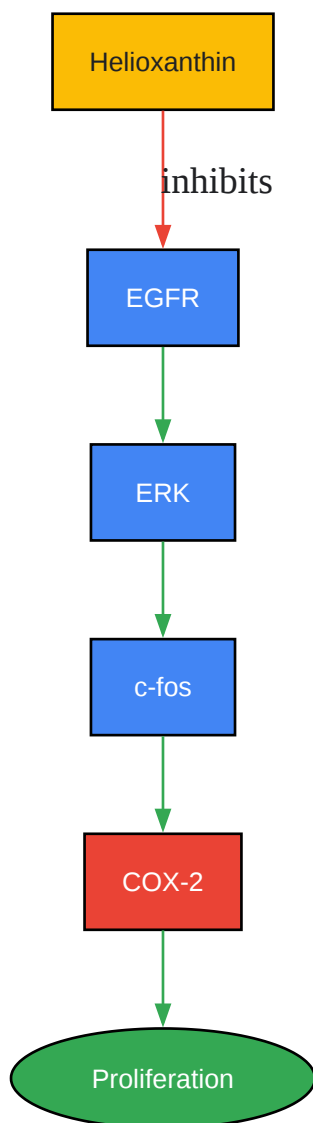 Helioxanthin
inhibits
EGFR
ERK
c-fos
COX-2
Proliferation